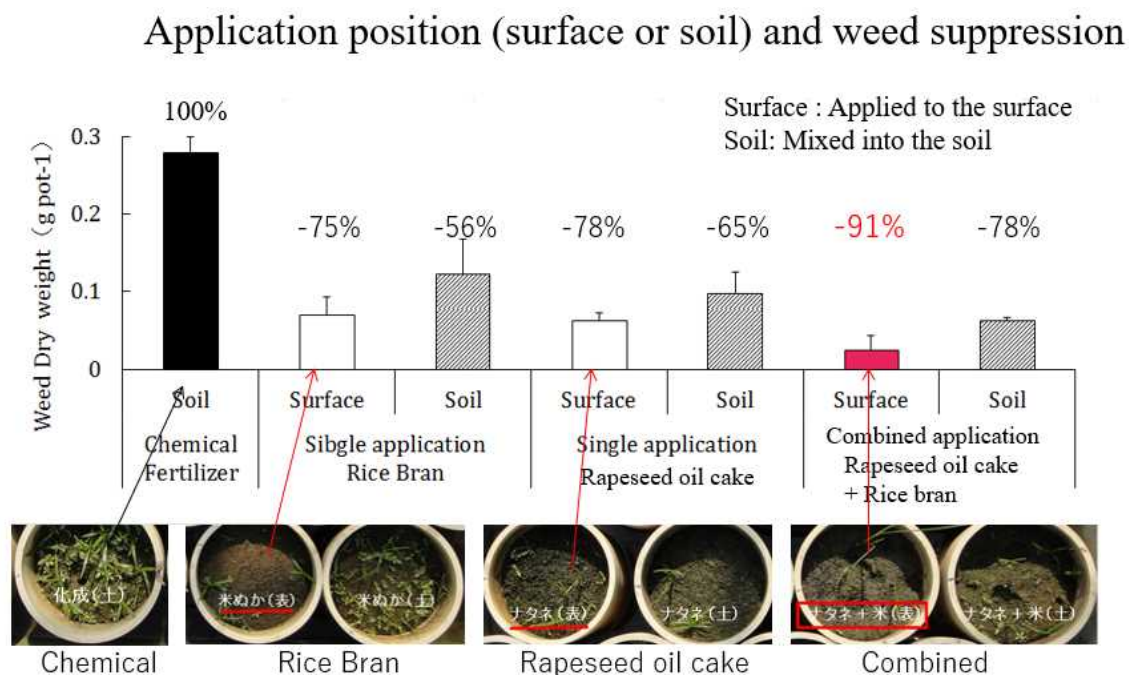 Application position (surface or soil) and weed suppression
Surface : Applied to the surface
Soil: Mixed into the soil
100%
-75%
-56%
-78%
-65%
-91%
-78%
Weed Dry weight (g pot-1)
0.3
0.2
0.1
0
Soil
Surface
Soil
Surface
Soil
Surface
Soil
Chemical
Fertilizer
Sibgle application
Rice Bran
Single application
Rapeseed oil cake
Combined application
Rapeseed oil cake
+ Rice bran
化成(土)
米ぬか(表)
米ぬか(土)
ナタネ(表)
ナタネ(土)
ナタネ+米(表)
ナタネ+米(土)
Chemical
Rice Bran
Rapeseed oil cake
Combined